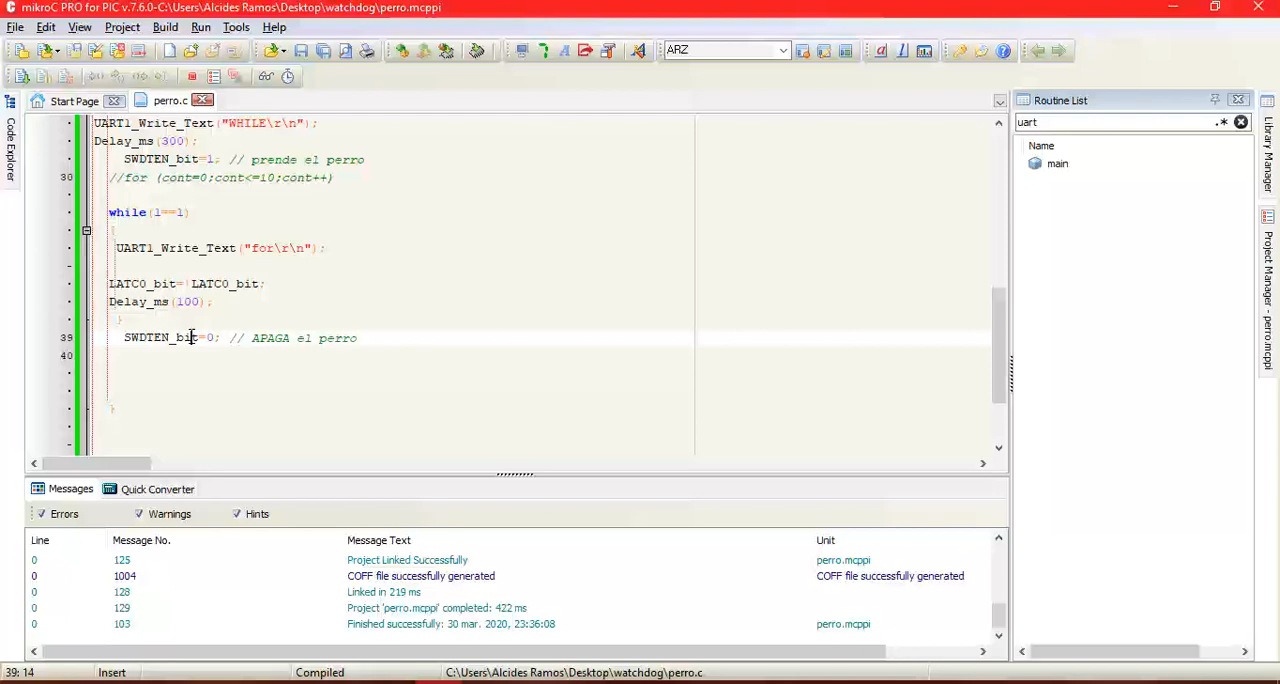 mikroC PRO for PIC v.7.6.0-C:\Users\Alcides Ramos\Desktop\watchdog\perro.mcppi
File Edit View Project Build Run Tools Help
ARZ
Start Page perro.c
Code Explorer
UART1_Write_Text("WHILE\r\n");
Delay_ms(300);
SWDTEN_bit=1; // prende el perro
30 //for (cont=0;cont<=10;cont++)
while(1==1)
{
UART1_Write_Text("for\r\n");
LATC0_bit=!LATC0_bit;
Delay_ms(100);
}
39 SWDTEN_bit=0; // APAGA el perro
40
}
Routine List
uart
.*
Name
main
Library Manager
Project Manager - perro.mcppi
Messages Quick Converter
Errors Warnings Hints
Line Message No. Message Text Unit
0 125 Project Linked Successfully perro.mcppi
0 1004 COFF file successfully generated COFF file successfully generated
0 128 Linked in 219 ms perro.mcppi
0 129 Project 'perro.mcppi' completed: 422 ms perro.mcppi
0 103 Finished successfully: 30 mar. 2020, 23:36:08 perro.mcppi
39: 14 Insert Compiled C:\Users\Alcides Ramos\Desktop\watchdog\perro.c